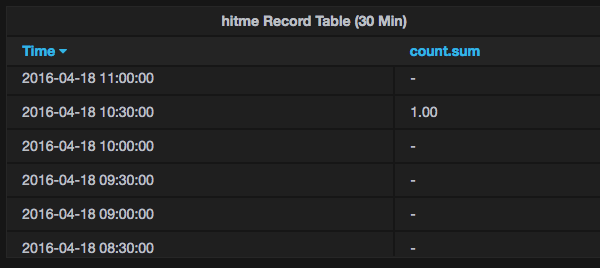 hitme Record Table (30 Min)
Time count.sum
2016-04-18 11:00:00 -
2016-04-18 10:30:00 1.00
2016-04-18 10:00:00 -
2016-04-18 09:30:00 -
2016-04-18 09:00:00 -
2016-04-18 08:30:00 -